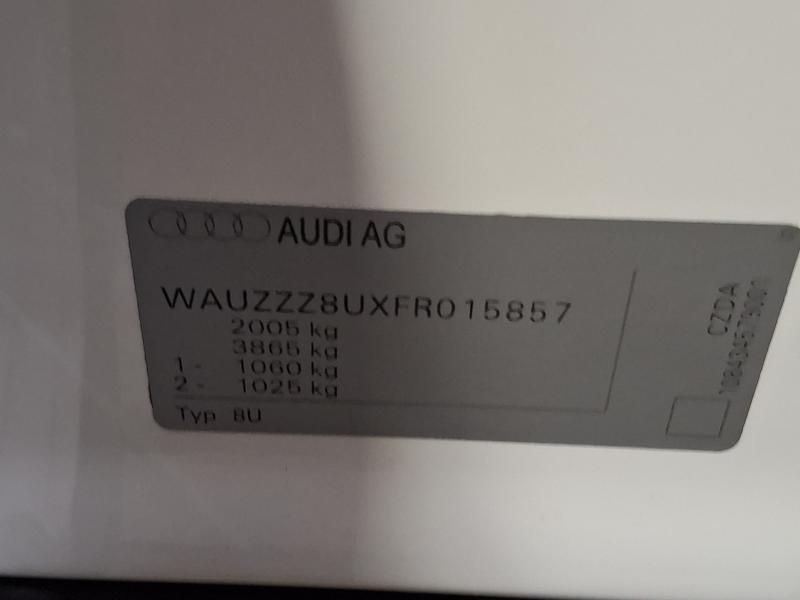 AUDI AG
WAUZZZ8UXFR015857
2005 kg
3865 kg
1- 1060 kg
2- 1025 kg
Typ 8U
CZDA